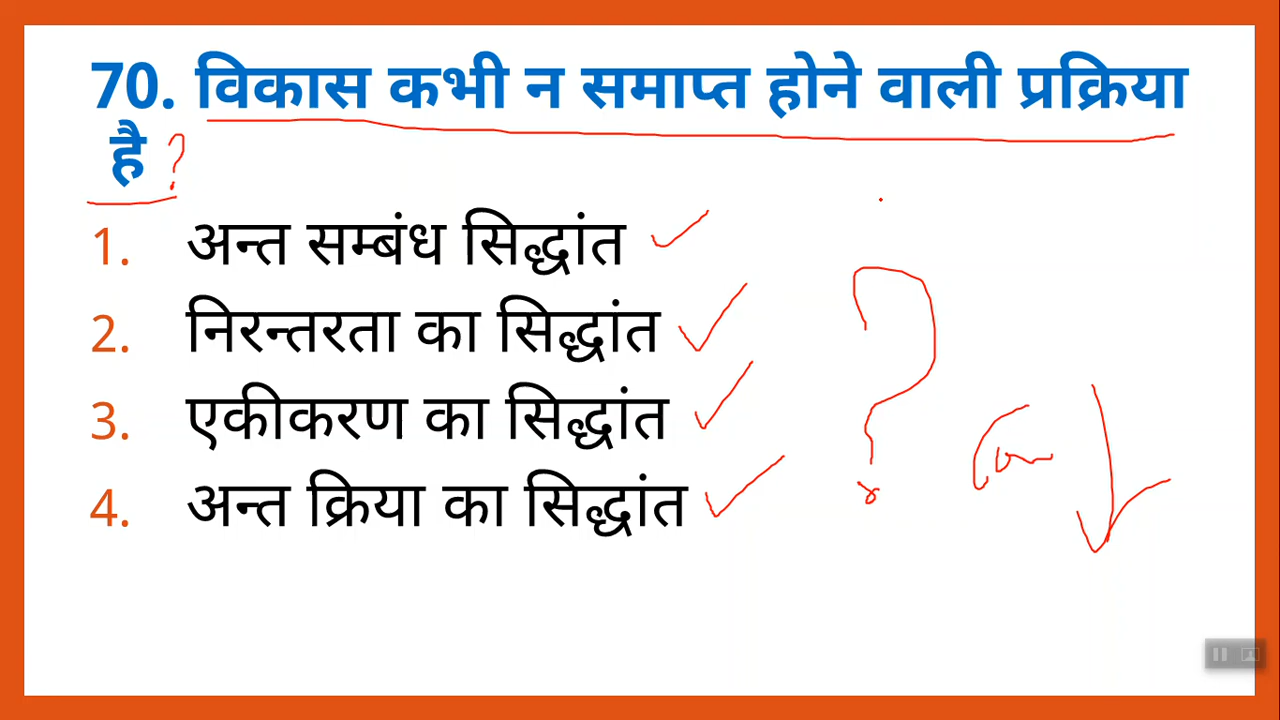 70. विकास कभी न समाप्त होने वाली प्रक्रिया
है ?
1. अन्त सम्बंध सिद्धांत
2. निरन्तरता का सिद्धांत
3. एकीकरण का सिद्धांत
4. अन्त क्रिया का सिद्धांत
?